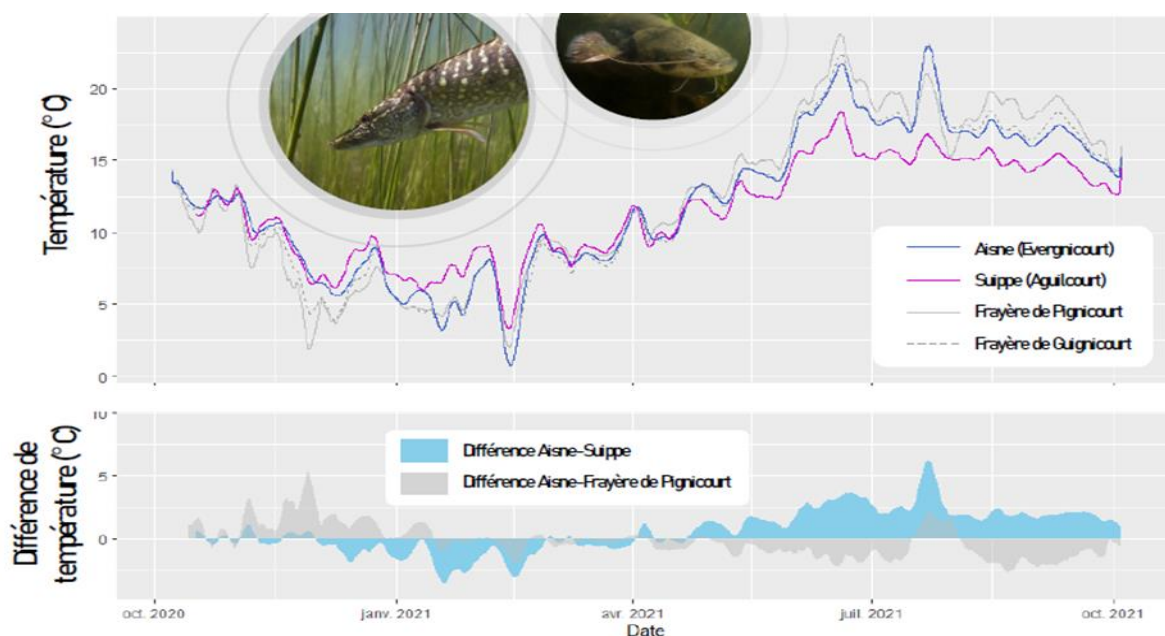 Température (°C)
20
15
10
5
0
Aisne (Evergnicourt)
Suippe (Aguilcourt)
Frayère de Pignicourt
Frayère de Guignicourt
Différence de
température (°C)
10
5
0
Différence Aisne-Suippe
Différence Aisne-Frayère de Pignicourt
oct. 2020
janv. 2021
avr. 2021
juil. 2021
oct. 2021
Date